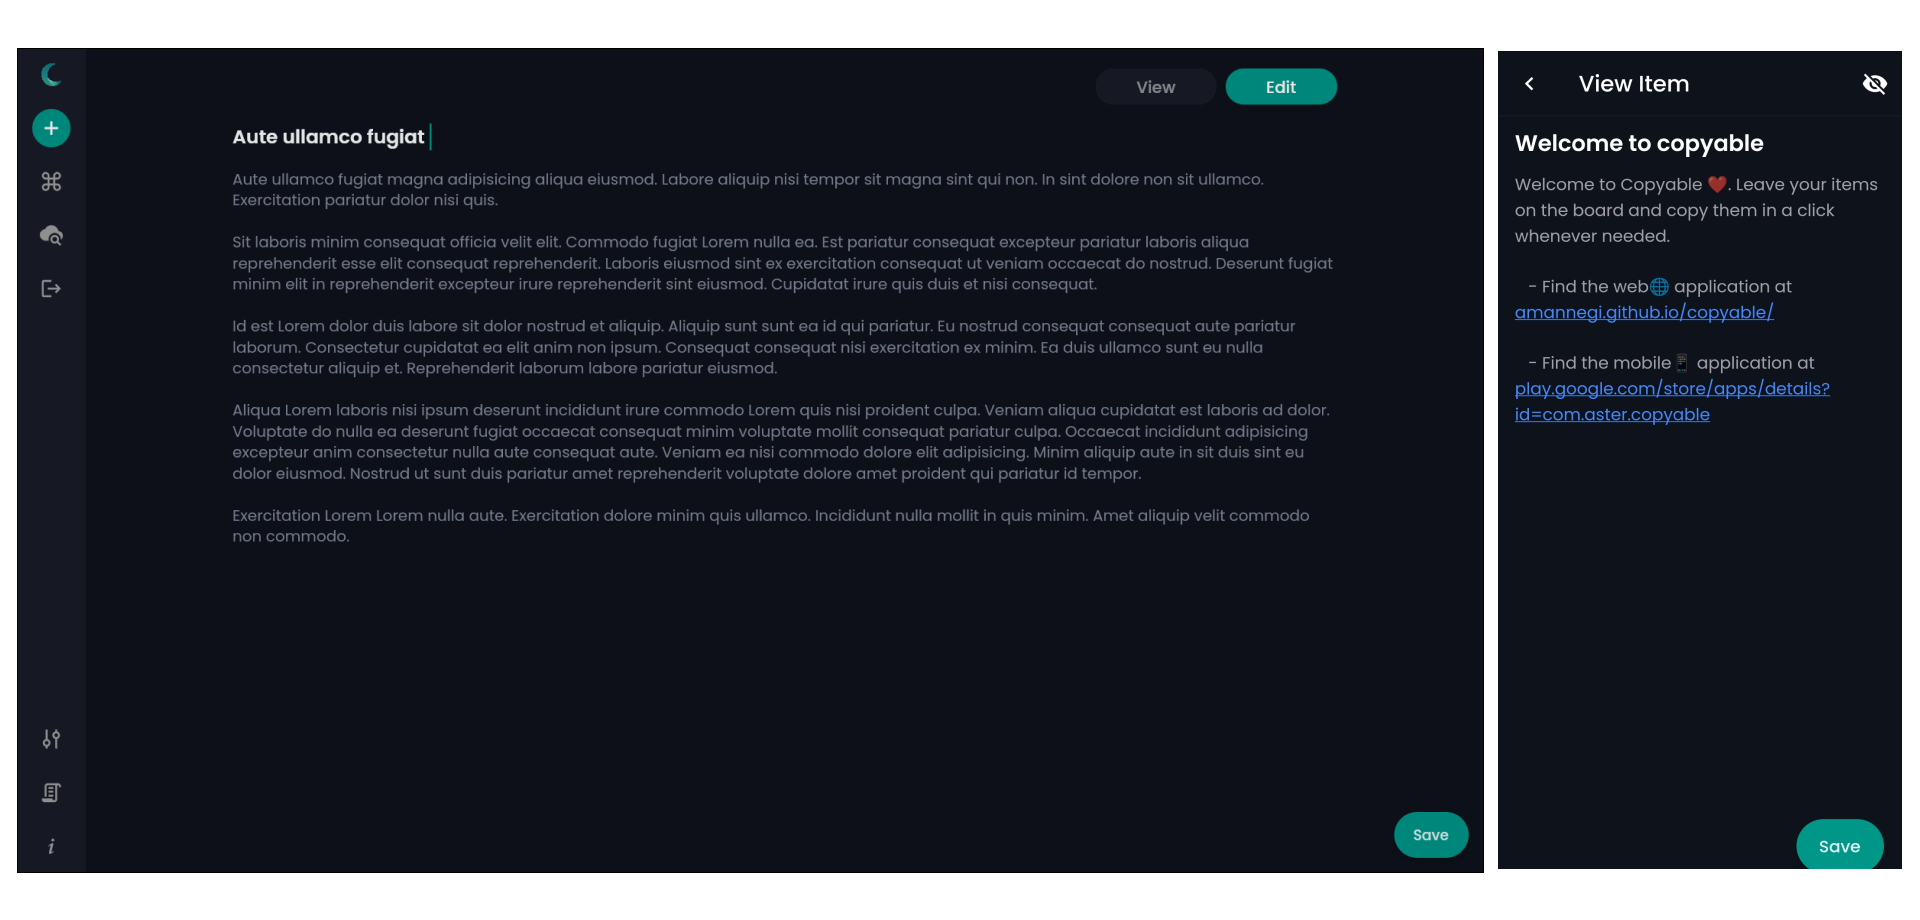 View
Edit
Aute ullamco fugiat
Aute ullamco fugiat magna adipisicing aliqua eiusmod. Labore aliquip nisi tempor sit magna sint qui non. In sint dolore non sit ullamco.
Exercitation pariatur dolor nisi quis.
Sit laboris minim consequat officia velit elit. Commodo fugiat Lorem nulla ea. Est pariatur consequat excepteur pariatur laboris aliqua
reprehenderit esse elit consequat reprehenderit. Laboris eiusmod sint ex exercitation consequat ut veniam occaecat do nostrud. Deserunt fugiat
minim elit in reprehenderit excepteur irure reprehenderit sint eiusmod. Cupidatat irure quis duis et nisi consequat.
Id est Lorem dolor duis labore sit dolor nostrud et aliquip. Aliquip sunt sunt ea id qui pariatur. Eu nostrud consequat consequat aute pariatur
laborum. Consectetur cupidatat ea elit anim non ipsum. Consequat consequat nisi exercitation ex minim. Ea duis ullamco sunt eu nulla
consectetur aliquip et. Reprehenderit laborum labore pariatur eiusmod.
Aliqua Lorem laboris nisi ipsum deserunt incididunt irure commodo Lorem quis nisi proident culpa. Veniam aliqua cupidatat est laboris ad dolor.
Voluptate do nulla ea deserunt fugiat occaecat consequat minim voluptate mollit consequat pariatur culpa. Occaecat incididunt adipisicing
excepteur anim consectetur nulla aute consequat aute. Veniam ea nisi commodo dolore elit adipisicing. Minim aliquip aute in sit duis sint eu
dolor eiusmod. Nostrud ut sunt duis pariatur amet reprehenderit voluptate dolore amet proident qui pariatur id tempor.
Exercitation Lorem Lorem nulla aute. Exercitation dolore minim quis ullamco. Incididunt nulla mollit in quis minim. Amet aliquip velit commodo
non commodo.
Save
View Item
Welcome to copyable
Welcome to Copyable ❤️. Leave your items
on the board and copy them in a click
whenever needed.
- Find the web🌐 application at
amannegi.github.io/copyable/
- Find the mobile📱 application at
play.google.com/store/apps/details?
id=com.aster.copyable
Save